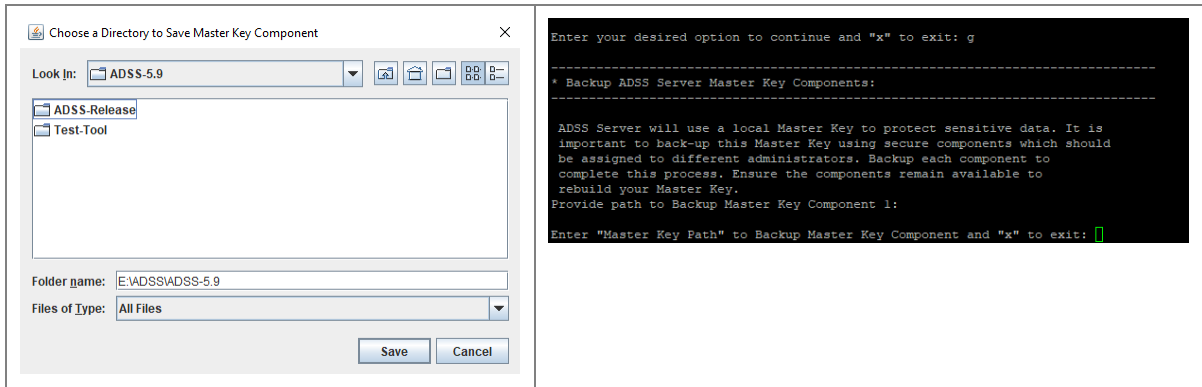 Choose a Directory to Save Master Key Component
Look In: ADSS-5.9
ADSS-Release
Test-Tool
Folder name: E:\ADSS\ADSS-5.9
Files of Type: All Files
Save Cancel
Enter your desired option to continue and "x" to exit: g
--------------------------------------------------------------------------------
* Backup ADSS Server Master Key Components:
--------------------------------------------------------------------------------
ADSS Server will use a local Master Key to protect sensitive data. It is
important to back-up this Master Key using secure components which should
be assigned to different administrators. Backup each component to
complete this process. Ensure the components remain available to
rebuild your Master Key.
Provide path to Backup Master Key Component 1:
Enter "Master Key Path" to Backup Master Key Component and "x" to exit: